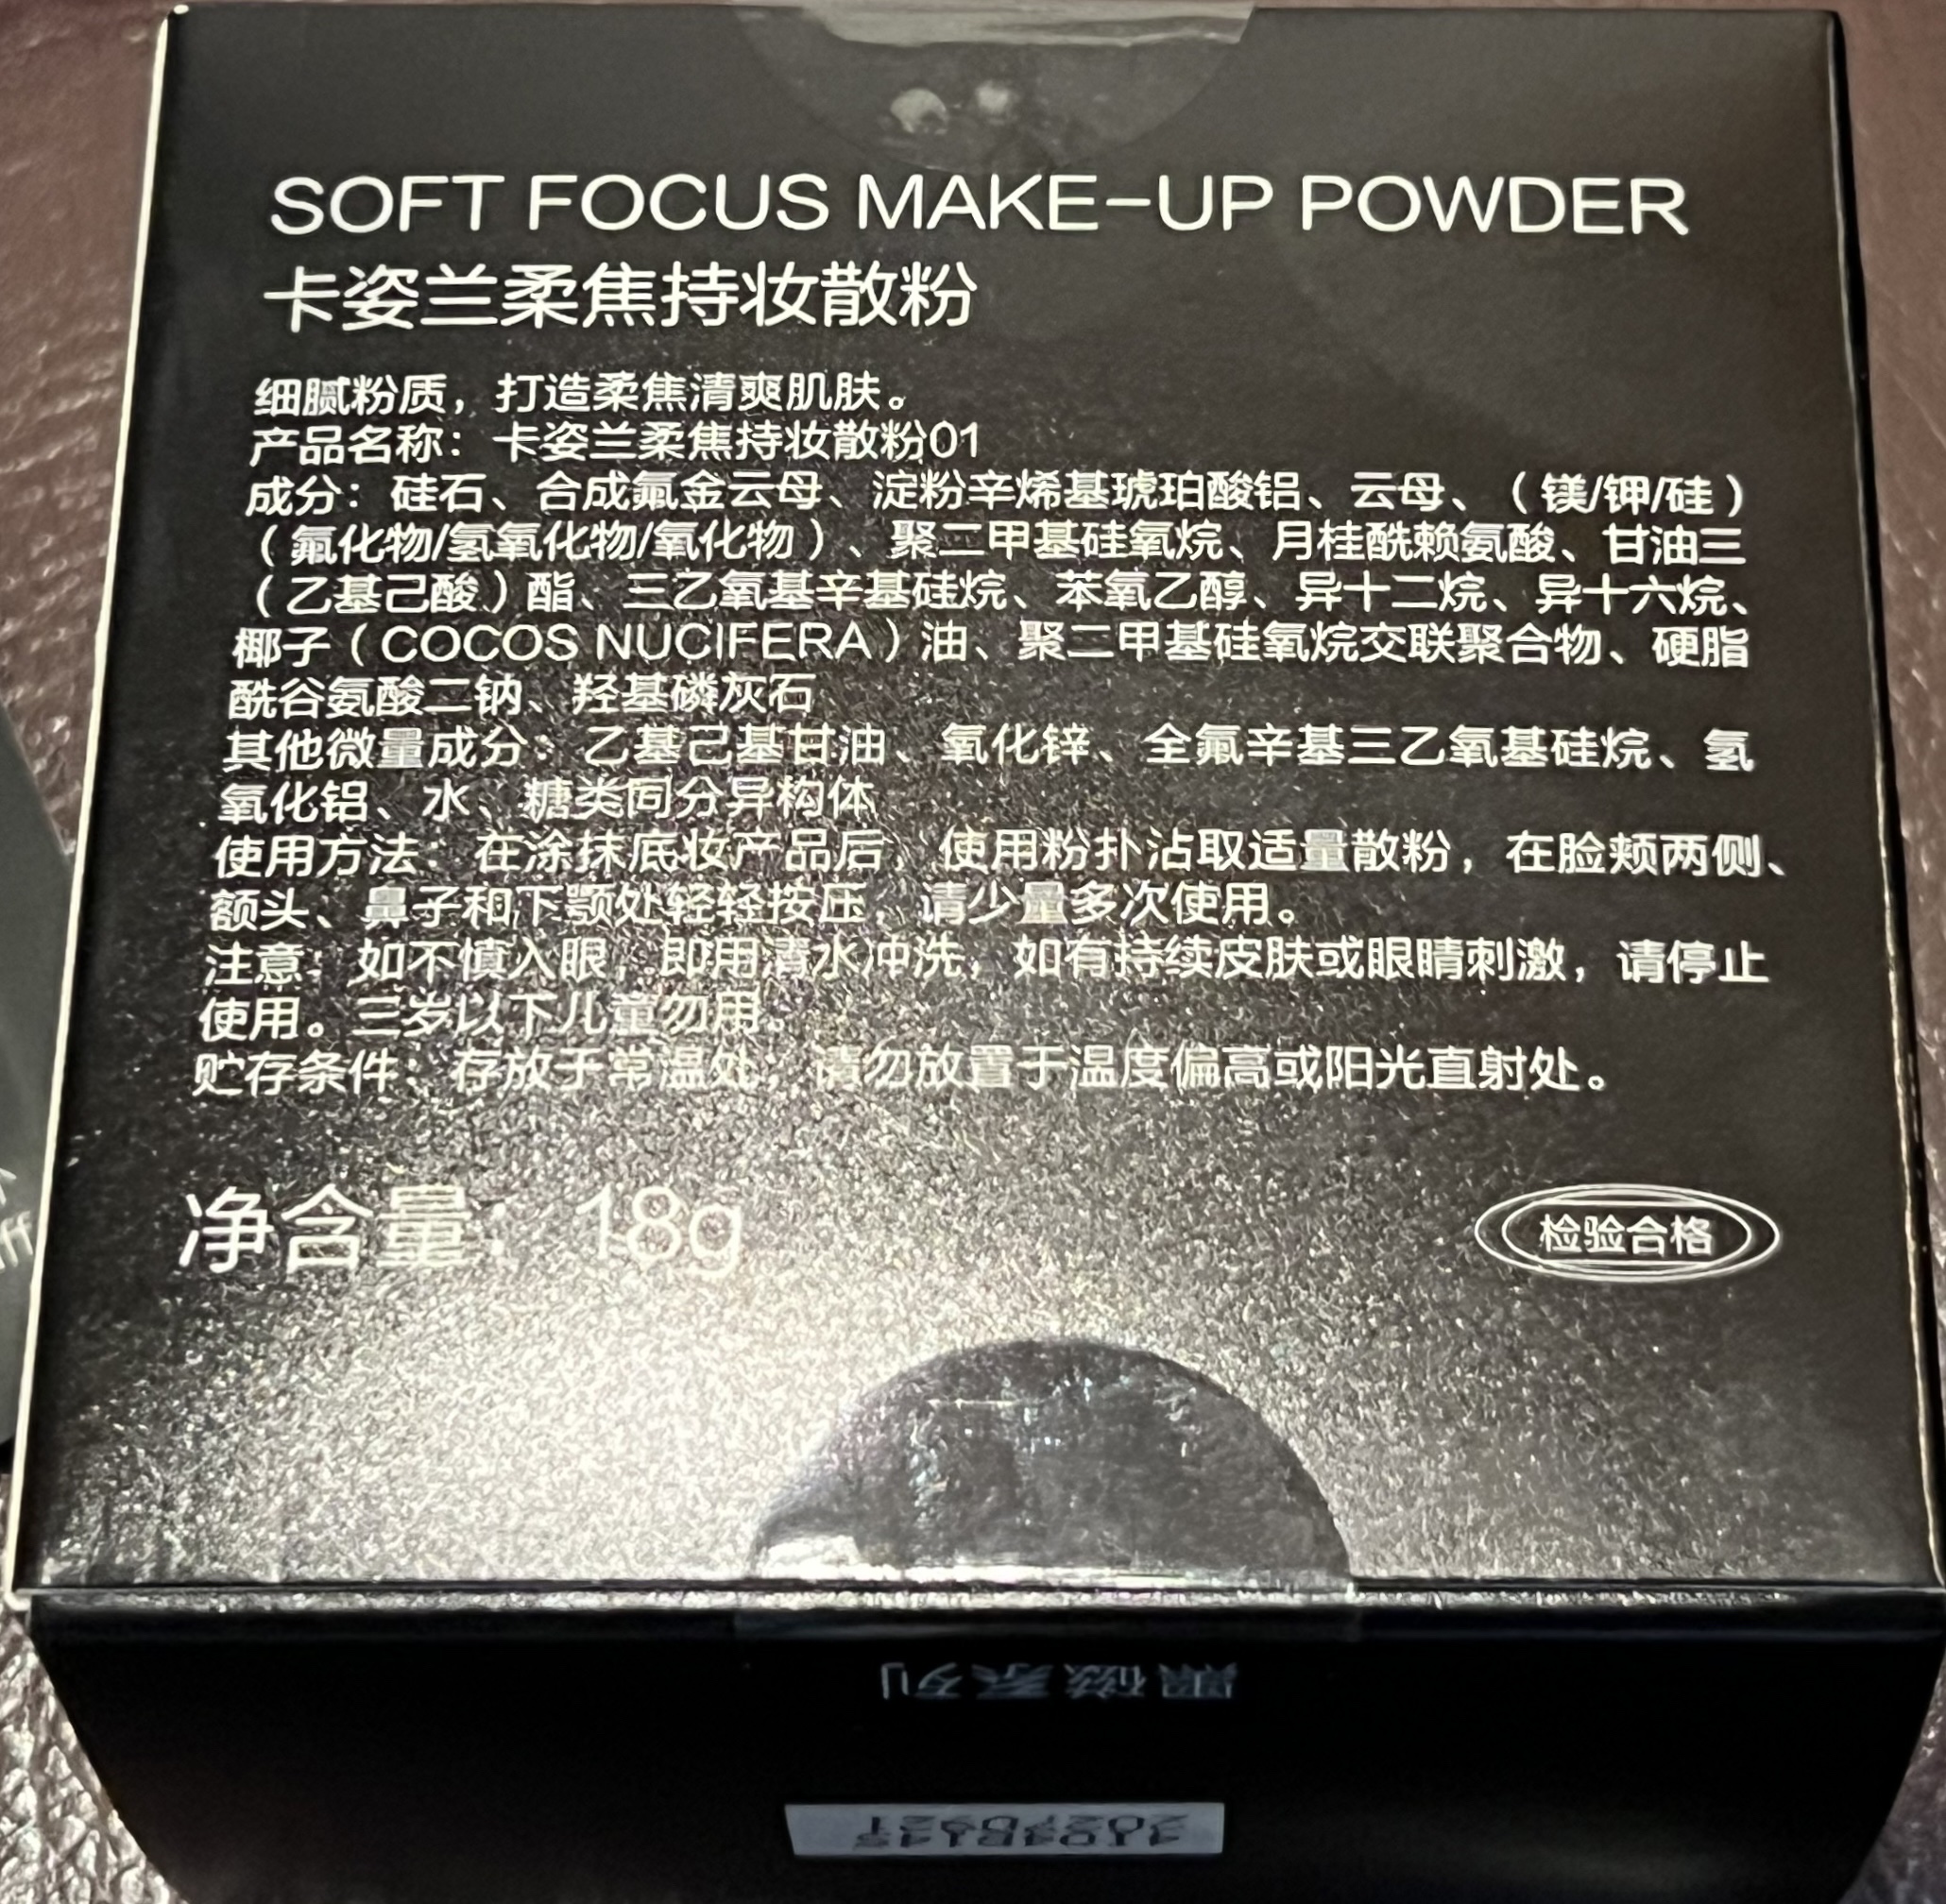 SOFT FOCUS MAKE-UP POWDER
卡姿兰柔焦持妆散粉
细腻粉质，打造柔焦清爽肌肤。
产品名称：卡姿兰柔焦持妆散粉01
成分：硅石、合成氟金云母、淀粉辛烯基琥珀酸铝、云母、（镁/钾/硅）
（氟化物/氢氧化物/氧化物）、聚二甲基硅氧烷、月桂酰赖氨酸、甘油三
（乙基己酸）酯、三乙氧基辛基硅烷、苯氧乙醇、异十二烷、异十六烷、
椰子（COCOS NUCIFERA）油、聚二甲基硅氧烷交联聚合物、硬脂
酰谷氨酸二钠、羟基磷灰石
其他微量成分：乙基己基甘油、氧化锌、全氟辛基三乙氧基硅烷、氢
氧化铝、水、糖类同分异构体
使用方法：在涂抹底妆产品后，使用粉扑沾取适量散粉，在脸颊两侧、
额头、鼻子和下颚处轻轻按压，请少量多次使用。
注意：如不慎入眼，即用清水冲洗，如有持续皮肤或眼睛刺激，请停止
使用。三岁以下儿童勿用。
贮存条件：存放于常温处，请勿放置于温度偏高或阳光直射处。
净含量：18g
检验合格
黑磁系列
20270921